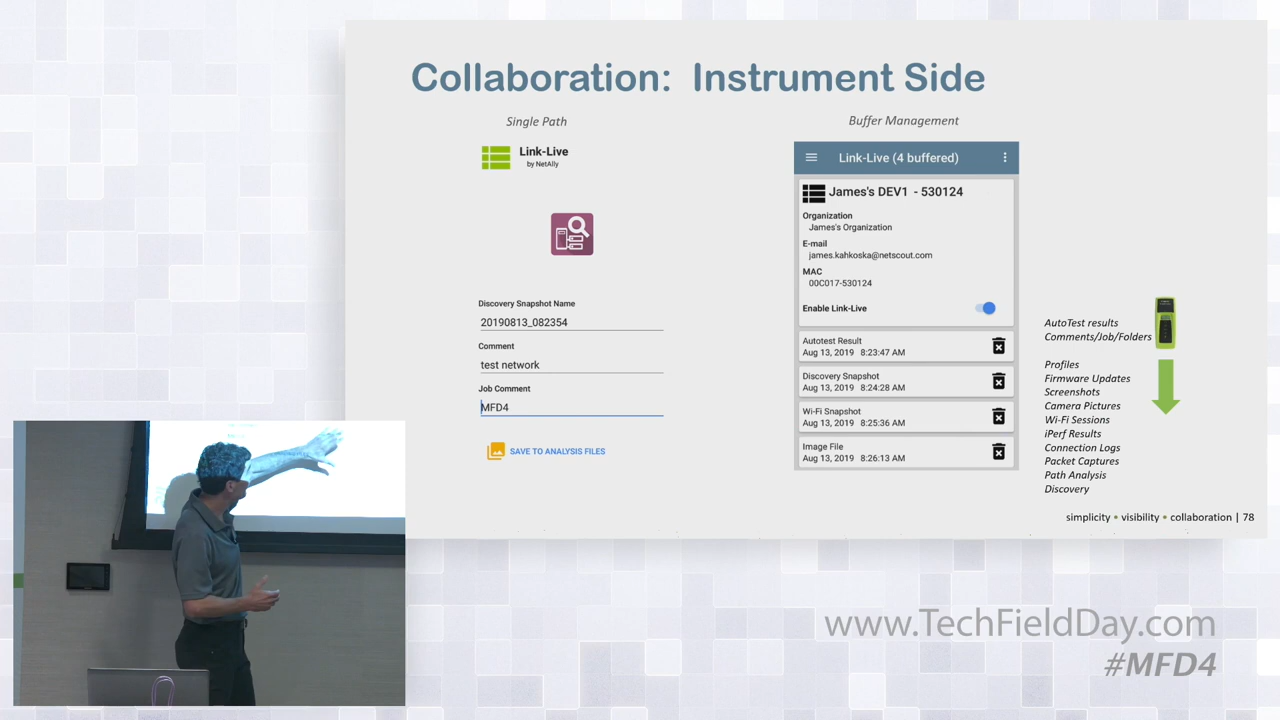 Collaboration: Instrument Side
Single Path
Link-Live
by NetAlly
Discovery Snapshot Name
20190813_082354
Comment
test network
Job Comment
MFD4
SAVE TO ANALYSIS FILES
Buffer Management
Link-Live (4 buffered)
James's DEV1 - 530124
Organization
James's Organization
E-mail
james.kahkoska@netscout.com
MAC
00C017-530124
Enable Link-Live
Autotest Result
Aug 13, 2019 8:23:47 AM
Discovery Snapshot
Aug 13, 2019 8:24:28 AM
Wi-Fi Snapshot
Aug 13, 2019 8:25:36 AM
Image File
Aug 13, 2019 8:26:13 AM
AutoTest results
Comments/Job/Folders
Profiles
Firmware Updates
Screenshots
Camera Pictures
Wi-Fi Sessions
iPerf Results
Connection Logs
Packet Captures
Path Analysis
Discovery
simplicity • visibility • collaboration | 78
www.TechFieldDay.com
#MFD4